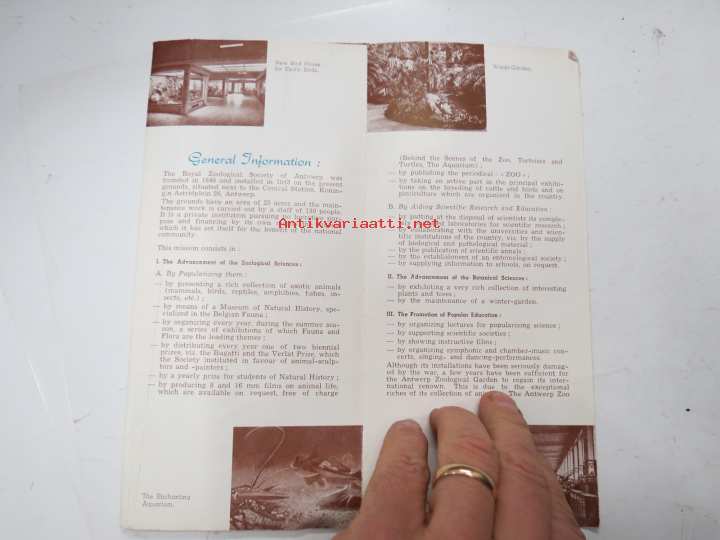 New Bird House
for Exotic Birds.
General Information :
The Royal Zoological Society of Antwerp was
founded in 1843 and installed in 1843 on the present
grounds, situated next to the Central Station, Konin-
gin Astridplein 26, Antwerp.
The grounds have an area of 25 acres and the main-
tenance work is carried out by a staff of 130 people.
It is a private institution pursuing no lucrative pur-
pose and financing by its own
which it has set itself for the benefit of the national
community.
This mission consists in :
I. The Advancement of the Zoological Sciences :
A. By Popularizing them :
— by possessing a rich collection of exotic animals
(mammals, birds, reptiles, amphibios, fishes, in-
sects, etc.) ;
— by means of a Museum of Natural History, spe-
cialized in the Belgian Fauna ;
— by organizing every year, during the summer sea-
son, a series of exhibitions of which Fauna and
Flora are the leading themes ;
— by distributing every year one of two biennial
prizes, viz. the Bugatti and the Verlat Prize, which
the Society instituted in favour of animal-sculp-
tors and -painters ;
— by a yearly prize for students of Natural History ;
— by producing 8 and 16 mm films on animal life,
which are available on request, free of charge
The Enchanting
Aquarium.
Winter-Garden.
(Behind the Scenes of the Zoo, Tortoises and
Turtles, The Aquarium) ;
— by publishing the periodical : «ZOO» ;
— by taking an active part in the principal exhibi-
tions on the breeding of cattle and birds and on
pisciculture which are organized in the country.
B. By Aiding Scientific Research and Education :
— by putting at the disposal of scientists its comple-
laboratories for scientific research ;
— by collaborating with the universities and scien-
tific institutions of the country, viz. by the supply
of biological and pathological material ;
— by the publication of scientific annals ;
— by the establishment of an entomological society ;
— by supplying information to schools, on request.
II. The Advancement of the Botanical Sciences :
— by exhibiting a very rich collection of interesting
plants and trees ;
— by the maintenance of a winter-garden.
III. The Promotion of Popular Education :
— by organizing lectures for popularizing science ;
— by supporting scientific societies ;
— by showing instructive films ;
— by organizing symphonic and chamber-music con-
certs, singing- and dancing-performances.
Although its installations have been seriously damag-
ed by the war, a few years have been sufficient for
the Antwerp Zoological Garden to regain its inter-
national renown. This is due to the exceptional
riches of its collection of The Antwerp Zoo
Antikvariaatti.net